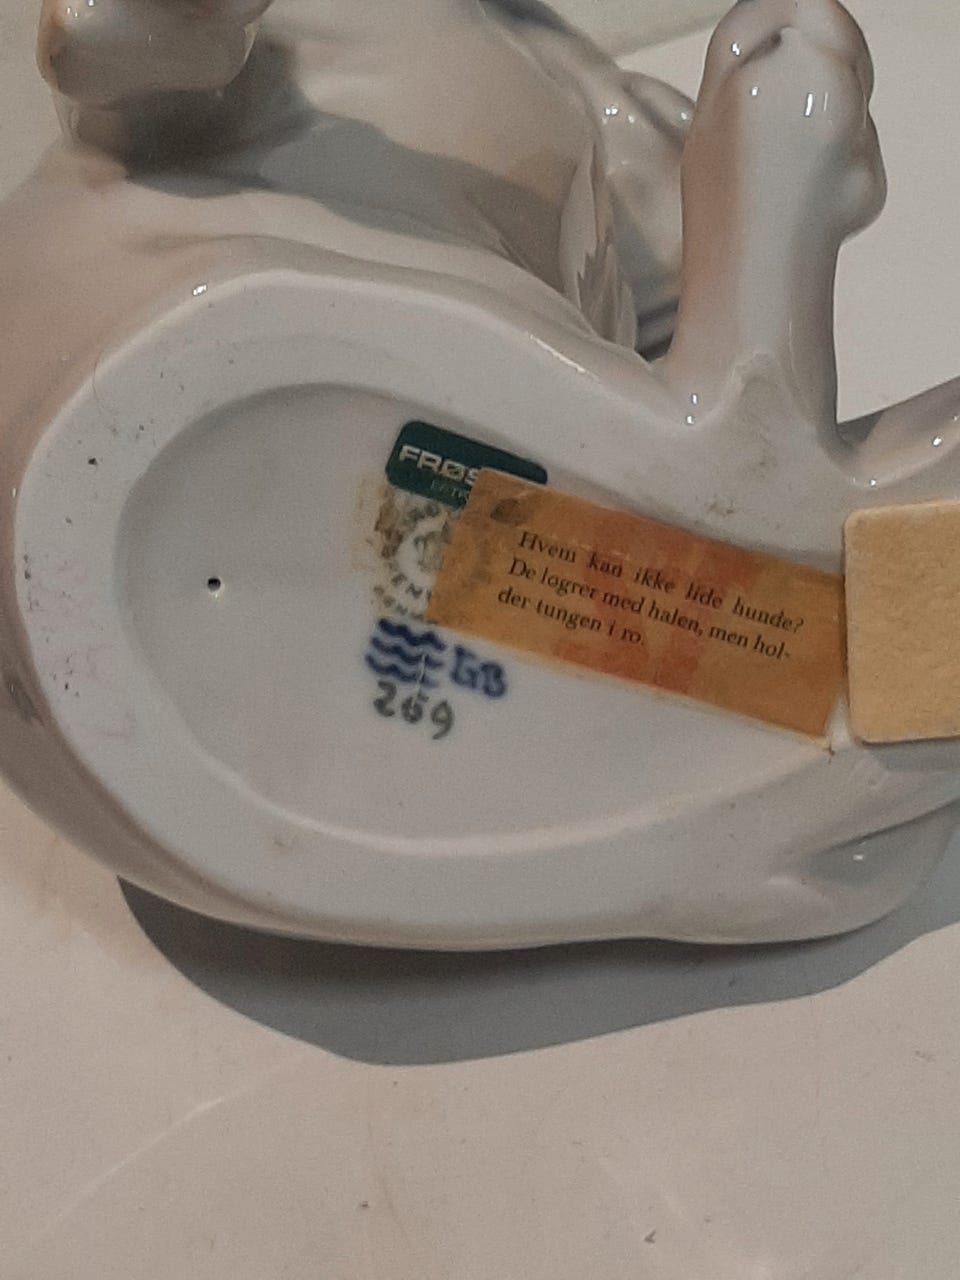 FRØS
Hvem kan ikke lide hunde?
De logrer med halen, men hol-
der tungen i ro.
GB
269